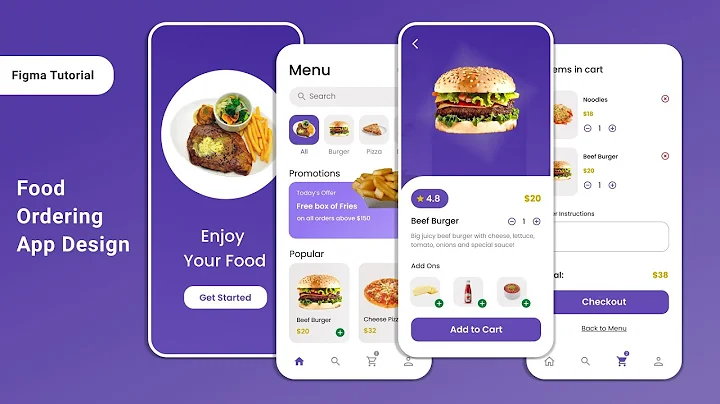 Figma Tutorial
Food
Ordering
App Design
Enjoy
Your Food
Get Started
Menu
Search
All
Burger
Pizza
Promotions
Today's Offer
Free box of Fries
on all orders above $150
Popular
Beef Burger
$20
Cheese Piz
$32
1
4.8
$20
Beef Burger
1
Big juicy beef burger with cheese, lettuce,
tomato, onions and special sauce!
Add Ons
Add to Cart
ems in cart
Noodles
$18
1
Beef Burger
$20
1
r Instructions
al:
$38
Checkout
Back to Menu
2